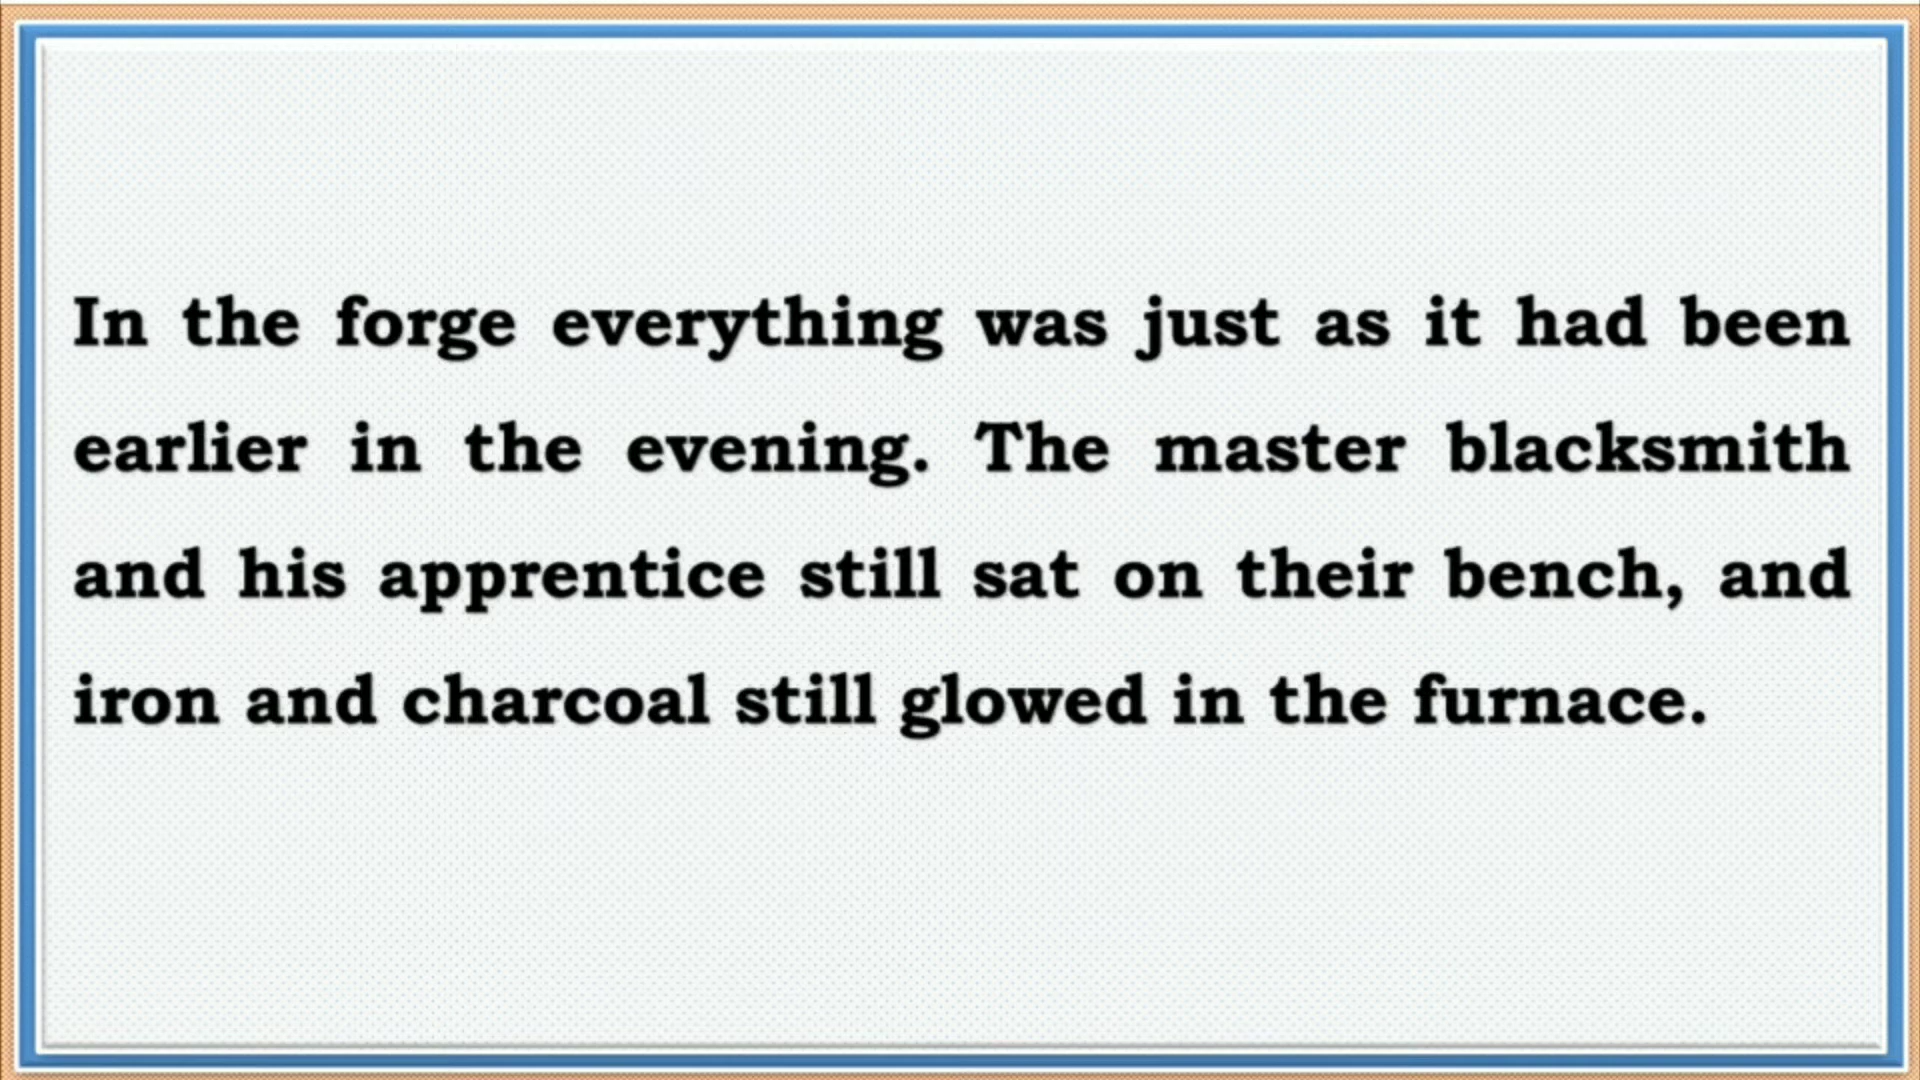 In the forge everything was just as it had been
earlier in the evening. The master blacksmith
and his apprentice still sat on their bench, and
iron and charcoal still glowed in the furnace.